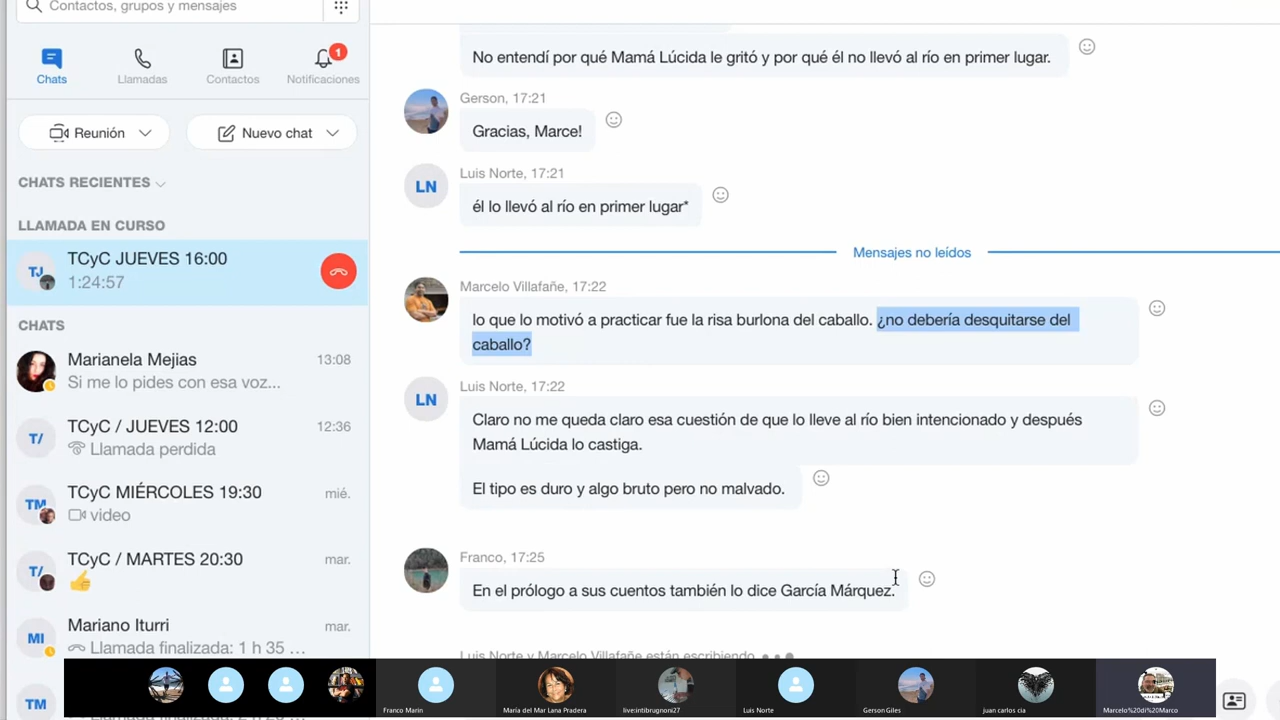 Contactos, grupos y mensajes
Chats
Llamadas
Contactos
1
Notificaciones
Reunión
Nuevo chat
CHATS RECIENTES
LLAMADA EN CURSO
TJ
TCyC JUEVES 16:00
1:24:57
CHATS
Marianela Mejias
13:08
Si me lo pides con esa voz...
T/
TCyC / JUEVES 12:00
12:36
Llamada perdida
TM
TCyC MIÉRCOLES 19:30
mié.
video
T/
TCyC / MARTES 20:30
mar.
👍
MI
Mariano Iturri
mar.
Llamada finalizada: 1 h 35 ...
TM
No entendí por qué Mamá Lúcida le gritó y por qué él no llevó al río en primer lugar.
Gerson, 17:21
Gracias, Marce!
LN
Luis Norte, 17:21
él lo llevó al río en primer lugar*
Mensajes no leídos
Marcelo Villafañe, 17:22
lo que lo motivó a practicar fue la risa burlona del caballo. ¿no debería desquitarse del
caballo?
LN
Luis Norte, 17:22
Claro no me queda claro esa cuestión de que lo lleve al río bien intencionado y después
Mamá Lúcida lo castiga.
El tipo es duro y algo bruto pero no malvado.
Franco, 17:25
En el prólogo a sus cuentos también lo dice García Márquez.
Luis Norte y Marcelo Villafañe están escribiendo
Franco Marin
María del Mar Lana Pradera
live:intibrugnoni27
Luis Norte
Gerson Giles
juan carlos cia
Marcelo%20di%20Marco